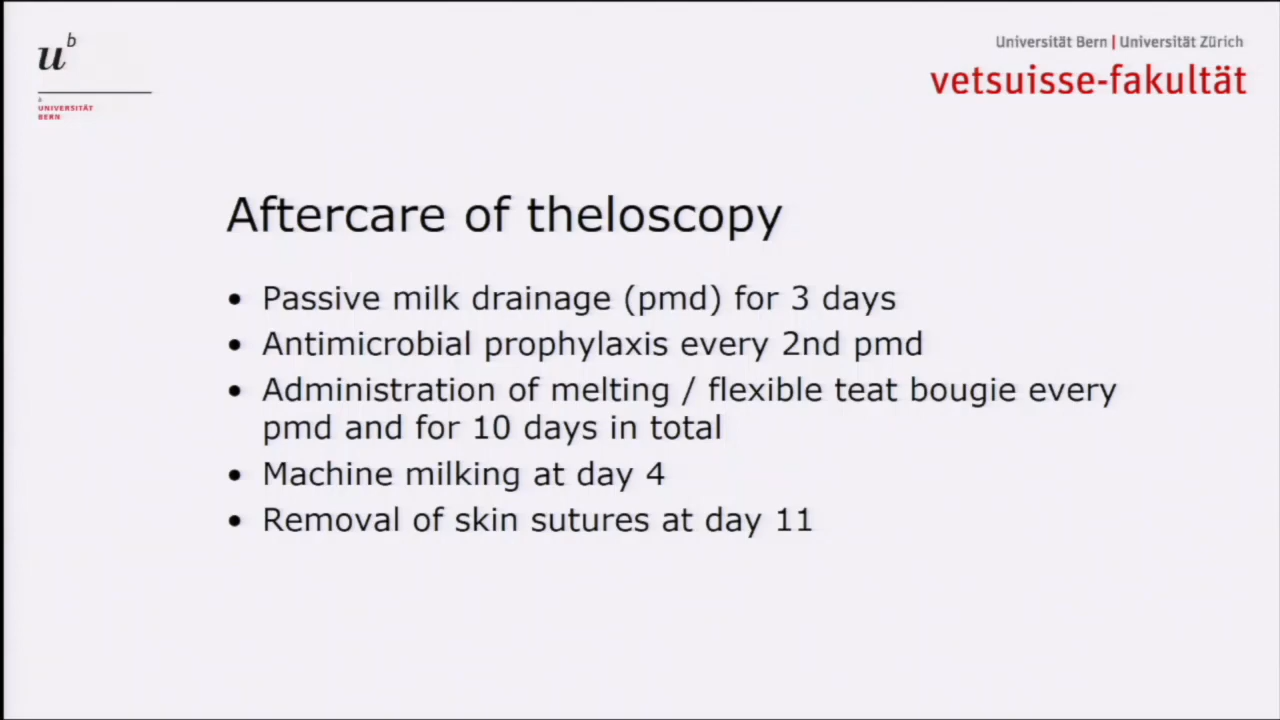 u^b
UNIVERSITÄT
BERN
Universität Bern | Universität Zürich
vetsuisse-fakultät
Aftercare of theloscopy
• Passive milk drainage (pmd) for 3 days
• Antimicrobial prophylaxis every 2nd pmd
• Administration of melting / flexible teat bougie every
pmd and for 10 days in total
• Machine milking at day 4
• Removal of skin sutures at day 11